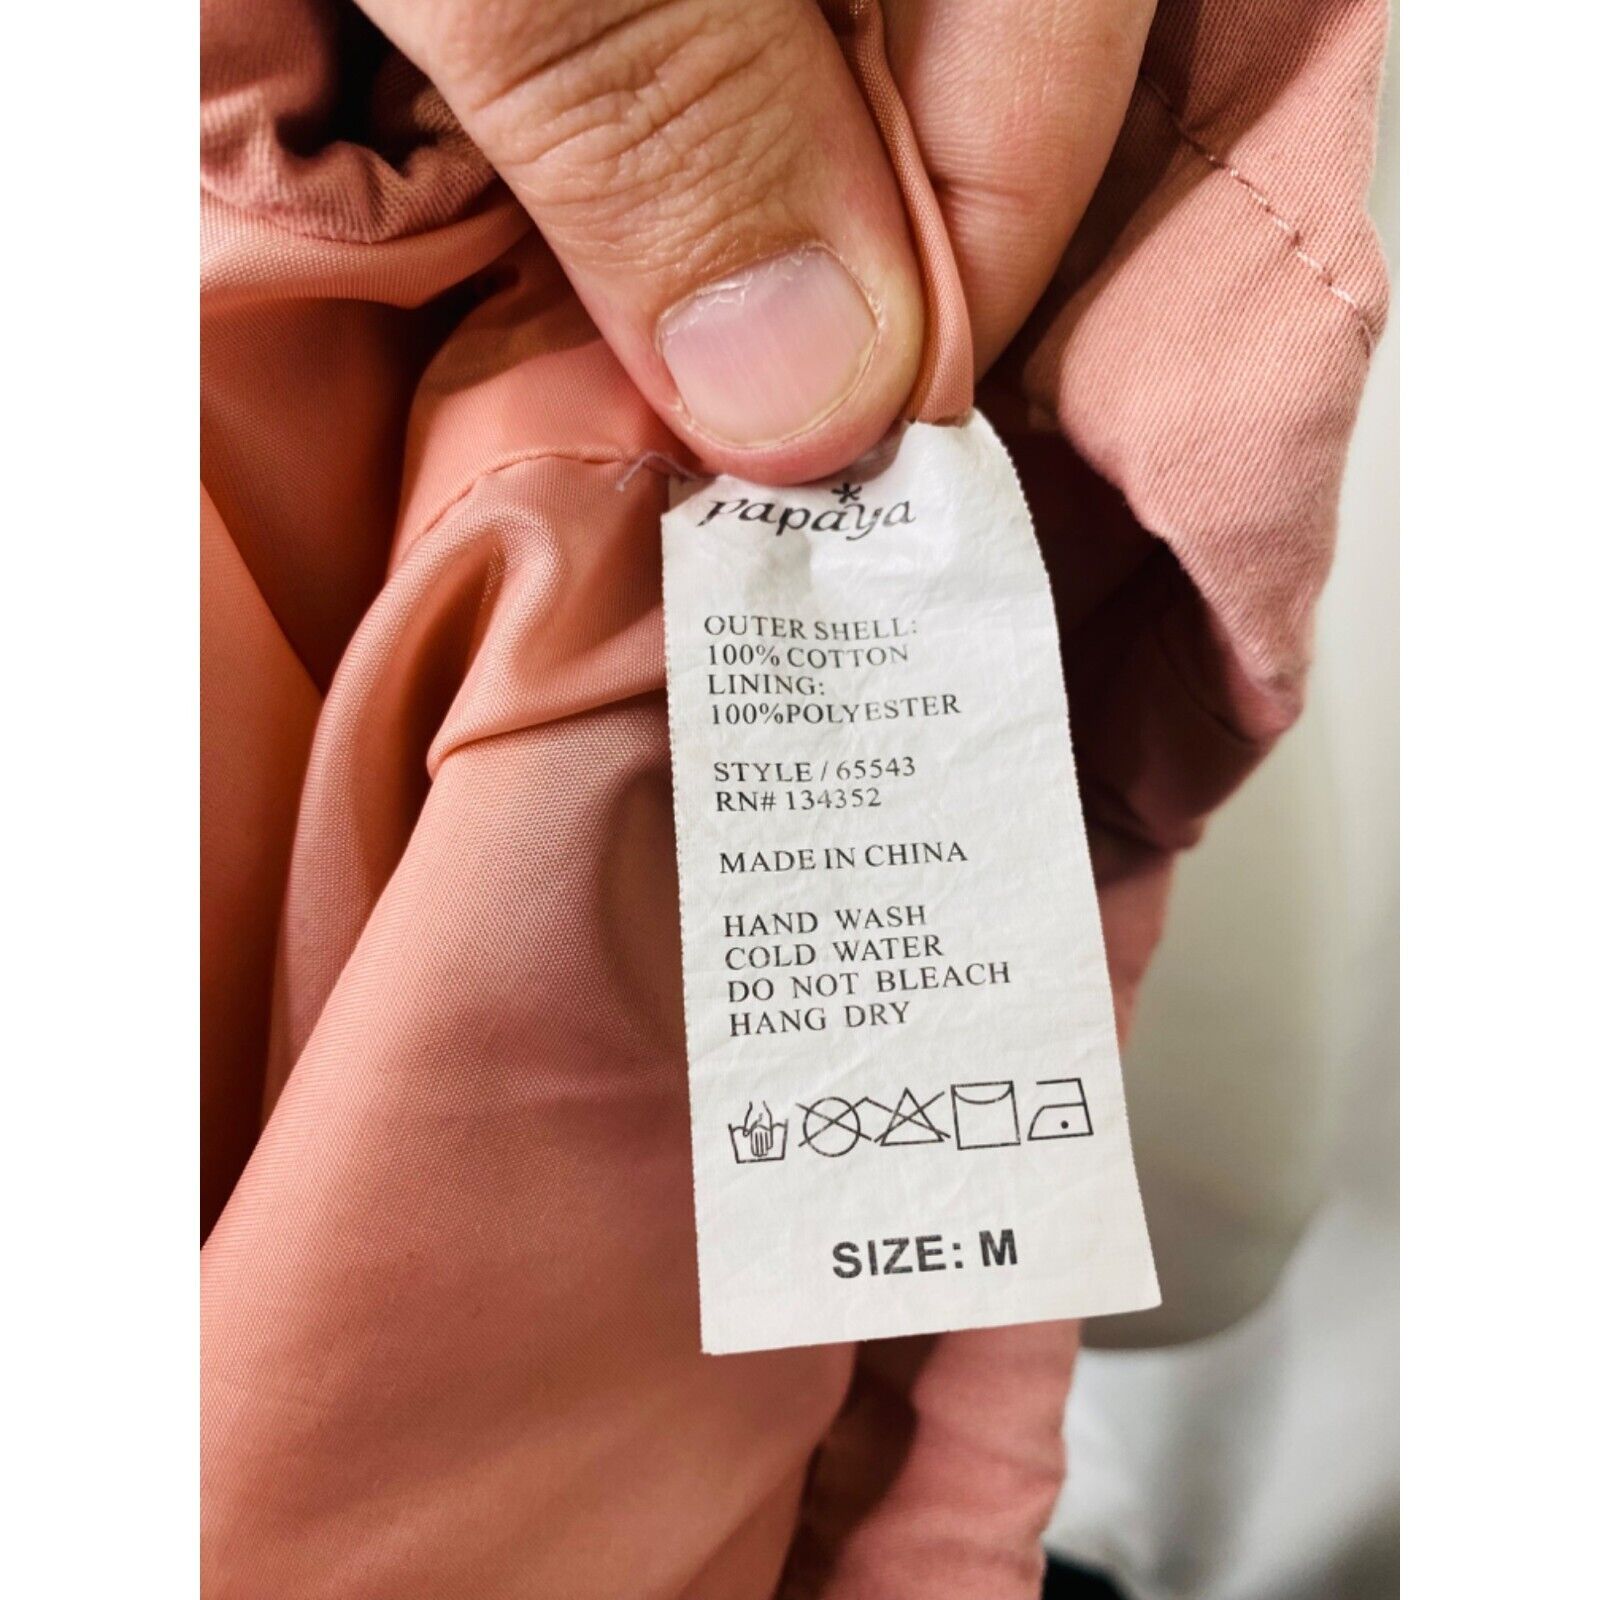 papaya
OUTER SHELL:
100% COTTON
LINING:
100%POLYESTER
STYLE / 65543
RN# 134352
MADE IN CHINA
HAND WASH
COLD WATER
DO NOT BLEACH
HANG DRY
SIZE: M